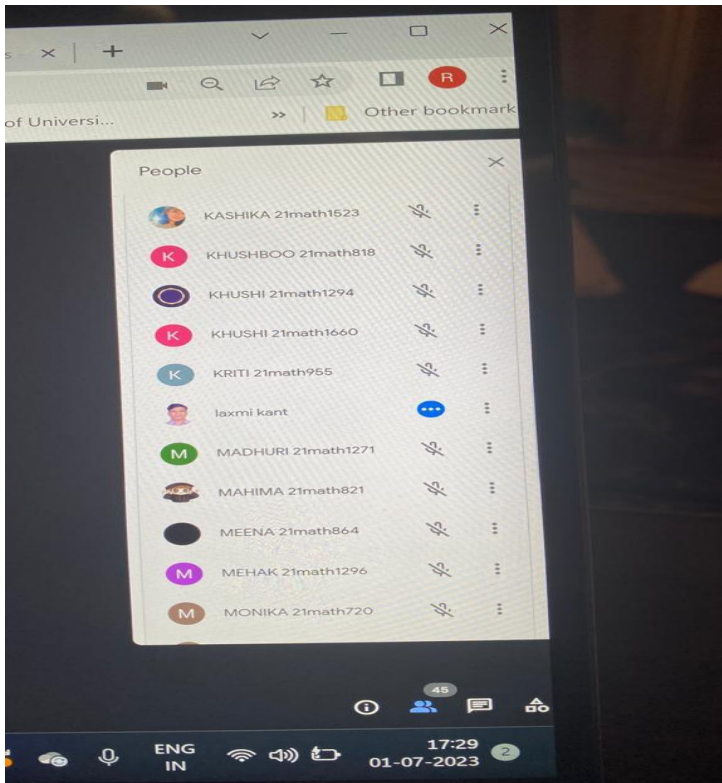 s
R
of Universi...
»
Other bookmark
People
KASHIKA 21math1523
K KHUSHBOO 21math818
KHUSHI 21math1294
K KHUSHI 21math1660
K KRITI 21math955
laxmi kant
M MADHURI 21math1271
MAHIMA 21math821
MEENA 21math864
M MEHAK 21math1296
M MONIKA 21math720
45
ENG 17:29
IN 01-07-2023 2